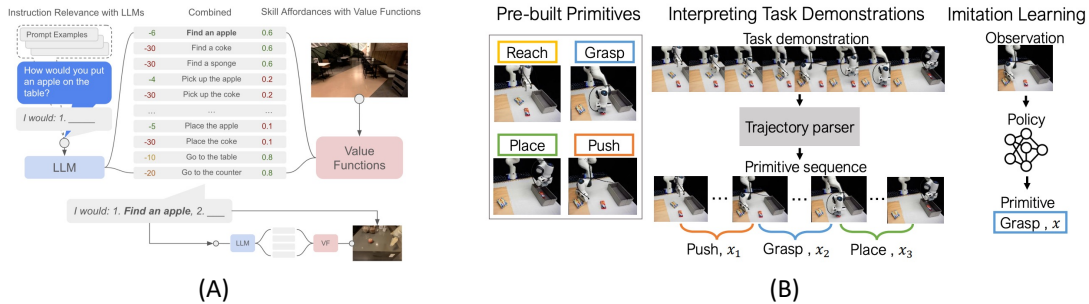 Instruction Relevance with LLMs
Combined
Skill Affordances with Value Functions
Prompt Examples
How would you put
an apple on the
table?
I would: 1. _____
LLM
-6 Find an apple 0.6
-30 Find a coke 0.6
-30 Find a sponge 0.6
-4 Pick up the apple 0.2
-30 Pick up the coke 0.2
... ... ...
-5 Place the apple 0.1
-30 Place the coke 0.1
-10 Go to the table 0.8
-20 Go to the counter 0.8
Value
Functions
I would: 1. Find an apple, 2. ___
LLM
VF
(A)
Pre-built Primitives
Reach
Grasp
Place
Push
Interpreting Task Demonstrations
Task demonstration
Trajectory parser
Primitive sequence
... ... ...
Push, x₁
Grasp, x₂
Place , x₃
Imitation Learning
Observation
Policy
Primitive
Grasp , x
(B)